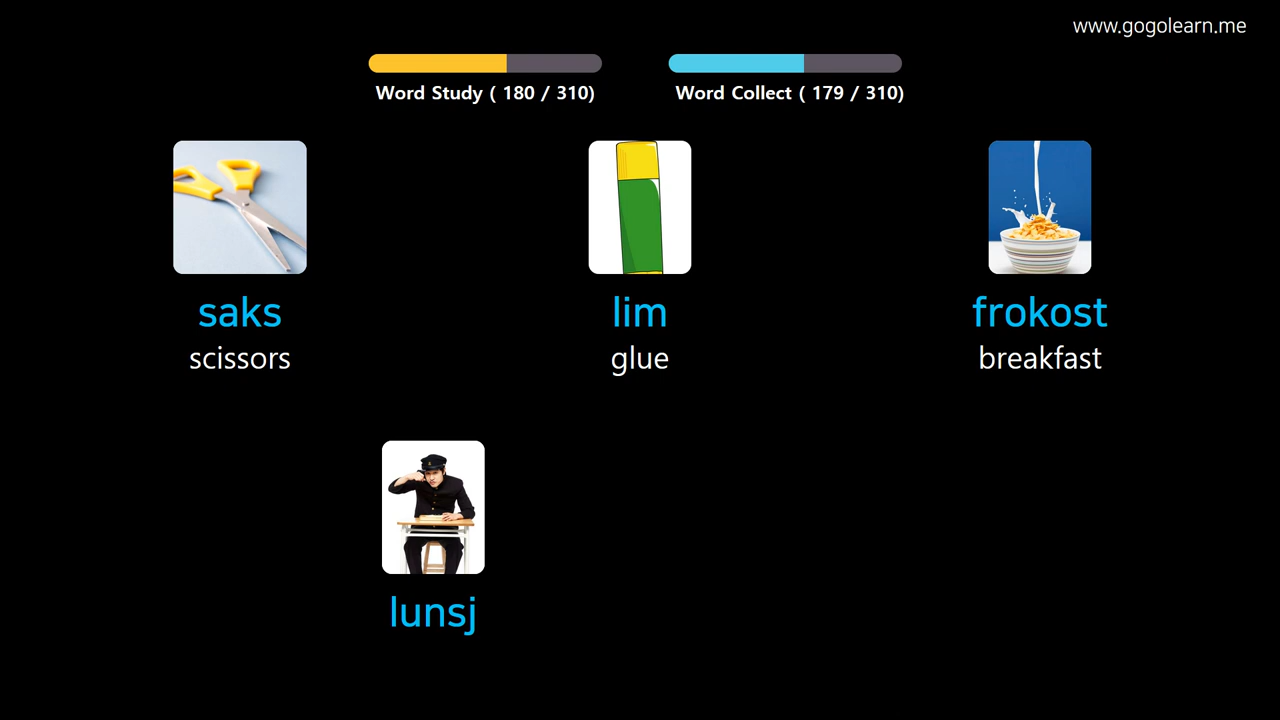 www.gogolearn.me
Word Study ( 180 / 310)
Word Collect ( 179 / 310)
saks
lim
frokost
scissors
glue
breakfast
lunsj